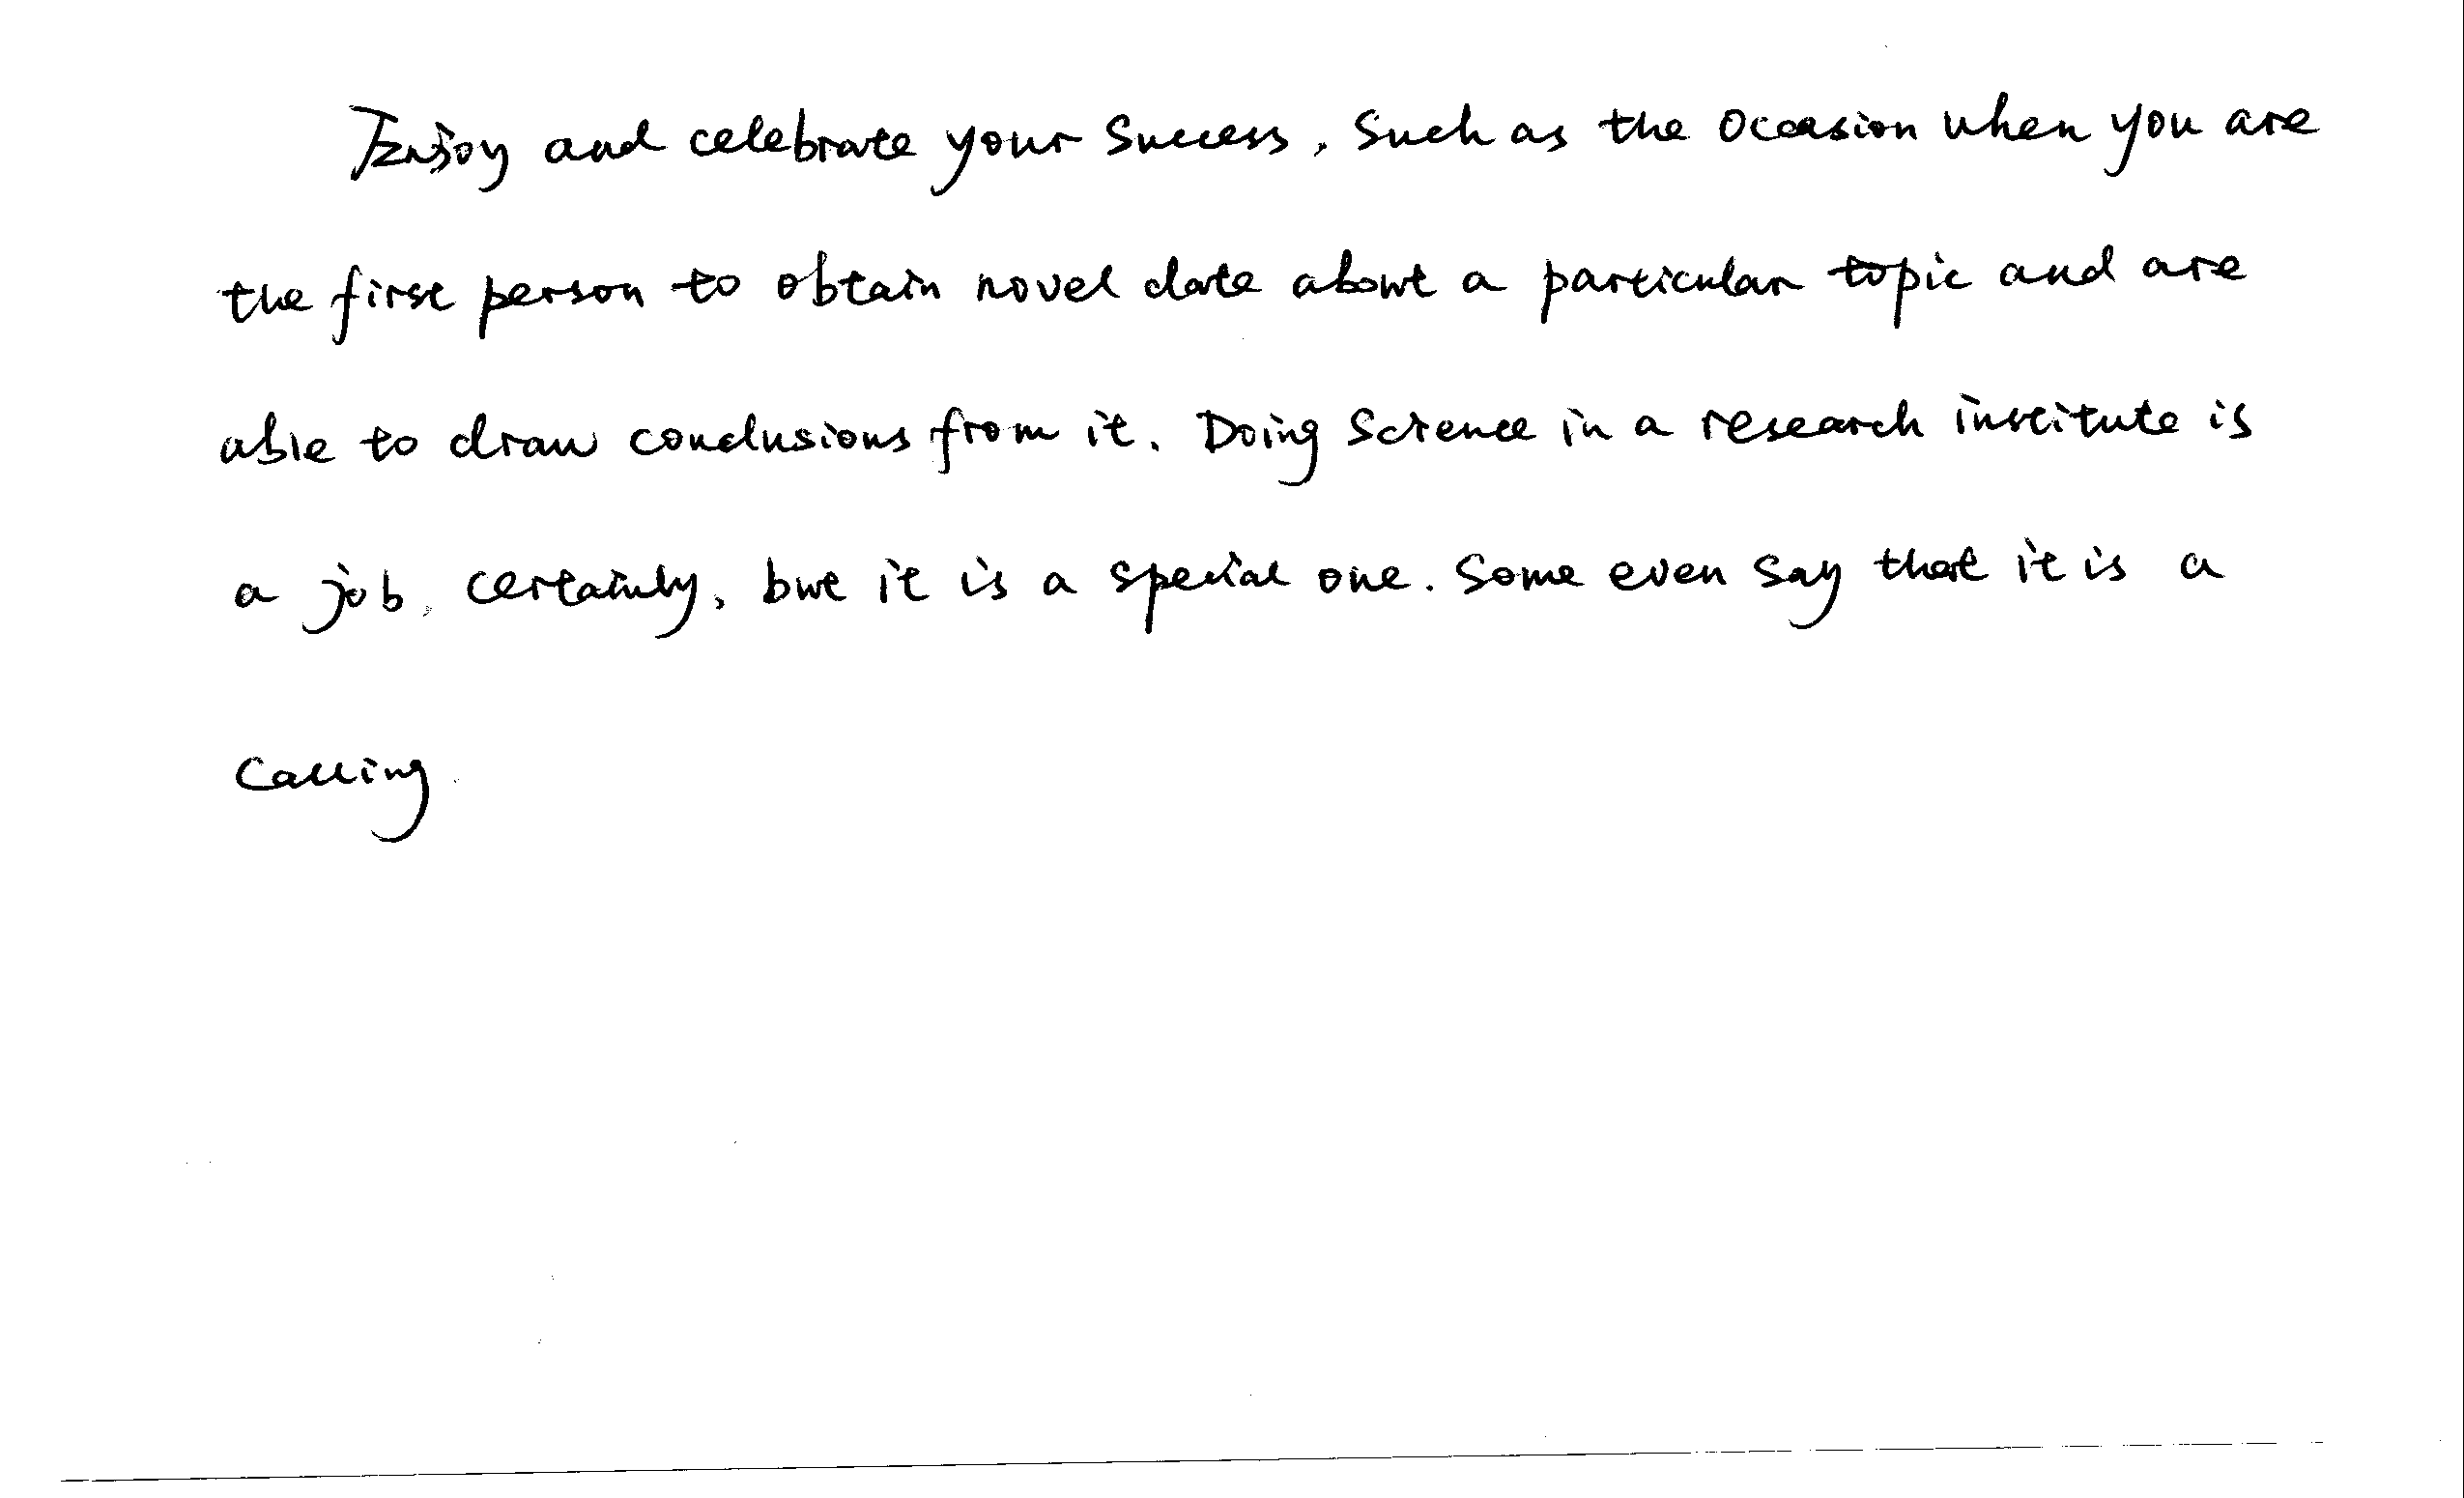 Enjoy and celebrate your success, such as the occasion when you are
the first person to obtain novel date about a particular topic and are
able to draw conclusions from it. Doing Science in a research institute is
a job, certainly, but it is a special one. Some even say that it is a
calling.